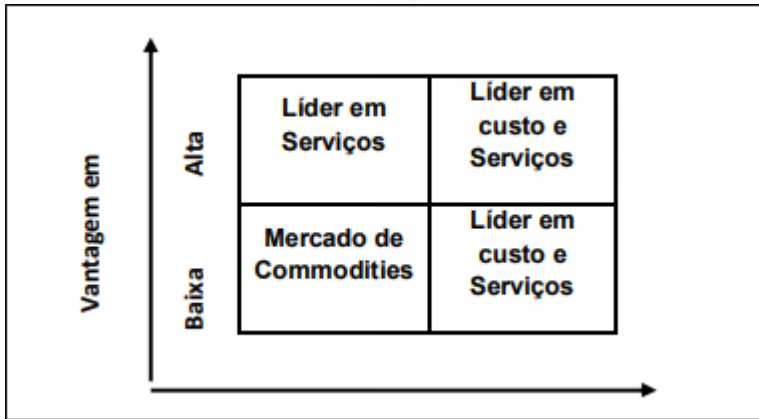 Vantagem em
Alta
Baixa
Líder em
Serviços
Líder em
custo e
Serviços
Mercado de
Commodities
Líder em
custo e
Serviços